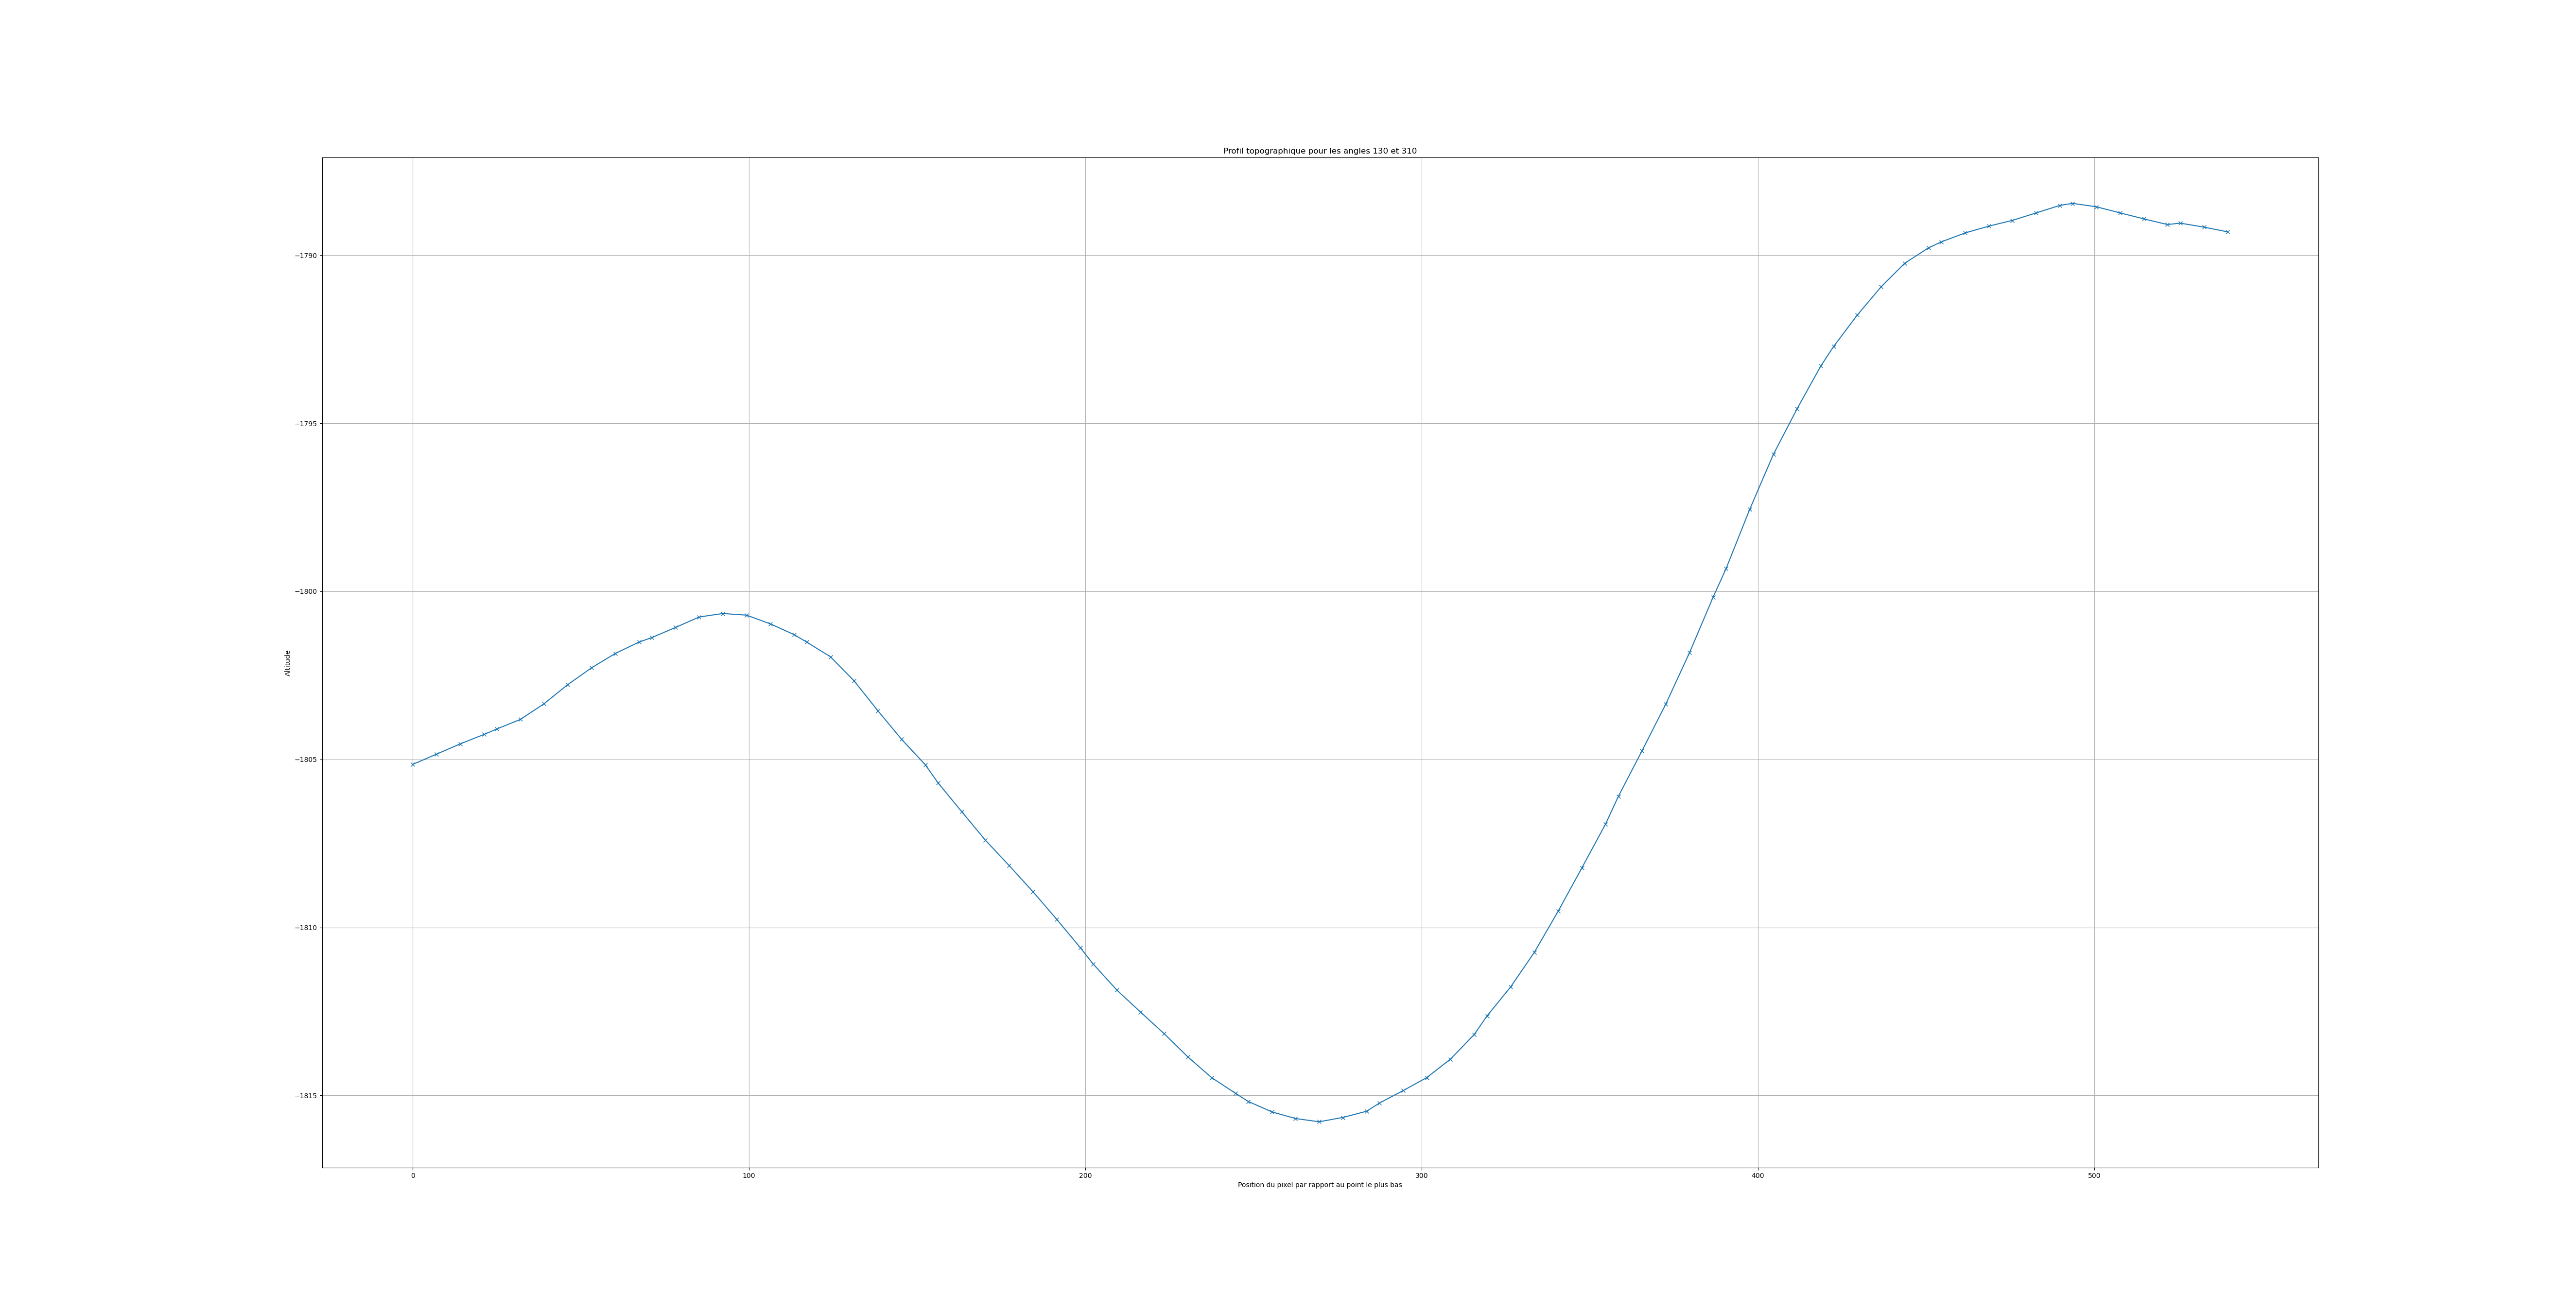 Profil topographique pour les angles 130 et 310
−1790
−1795
−1800
Altitude
−1805
−1810
−1815
0 100 200 300 400 500
Position du pixel par rapport au point le plus bas